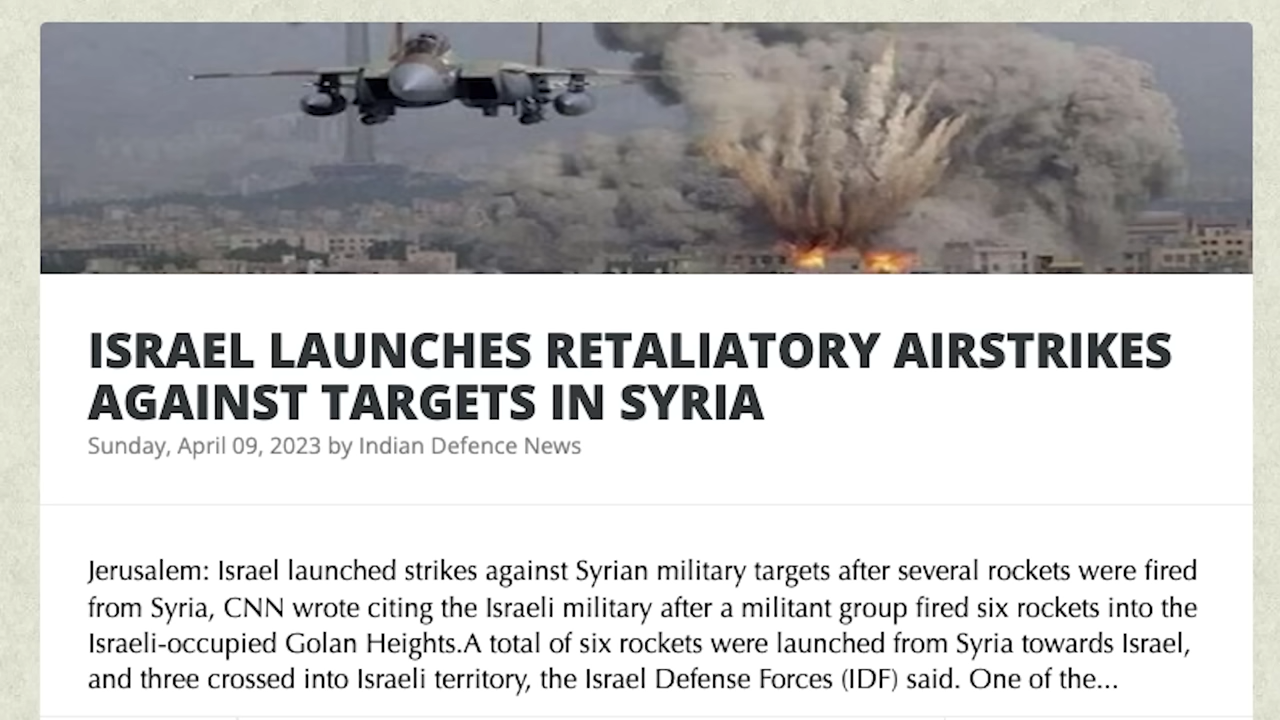 ISRAEL LAUNCHES RETALIATORY AIRSTRIKES
AGAINST TARGETS IN SYRIA
Sunday, April 09, 2023 by Indian Defence News
Jerusalem: Israel launched strikes against Syrian military targets after several rockets were fired
from Syria, CNN wrote citing the Israeli military after a militant group fired six rockets into the
Israeli-occupied Golan Heights.A total of six rockets were launched from Syria towards Israel,
and three crossed into Israeli territory, the Israel Defense Forces (IDF) said. One of the...